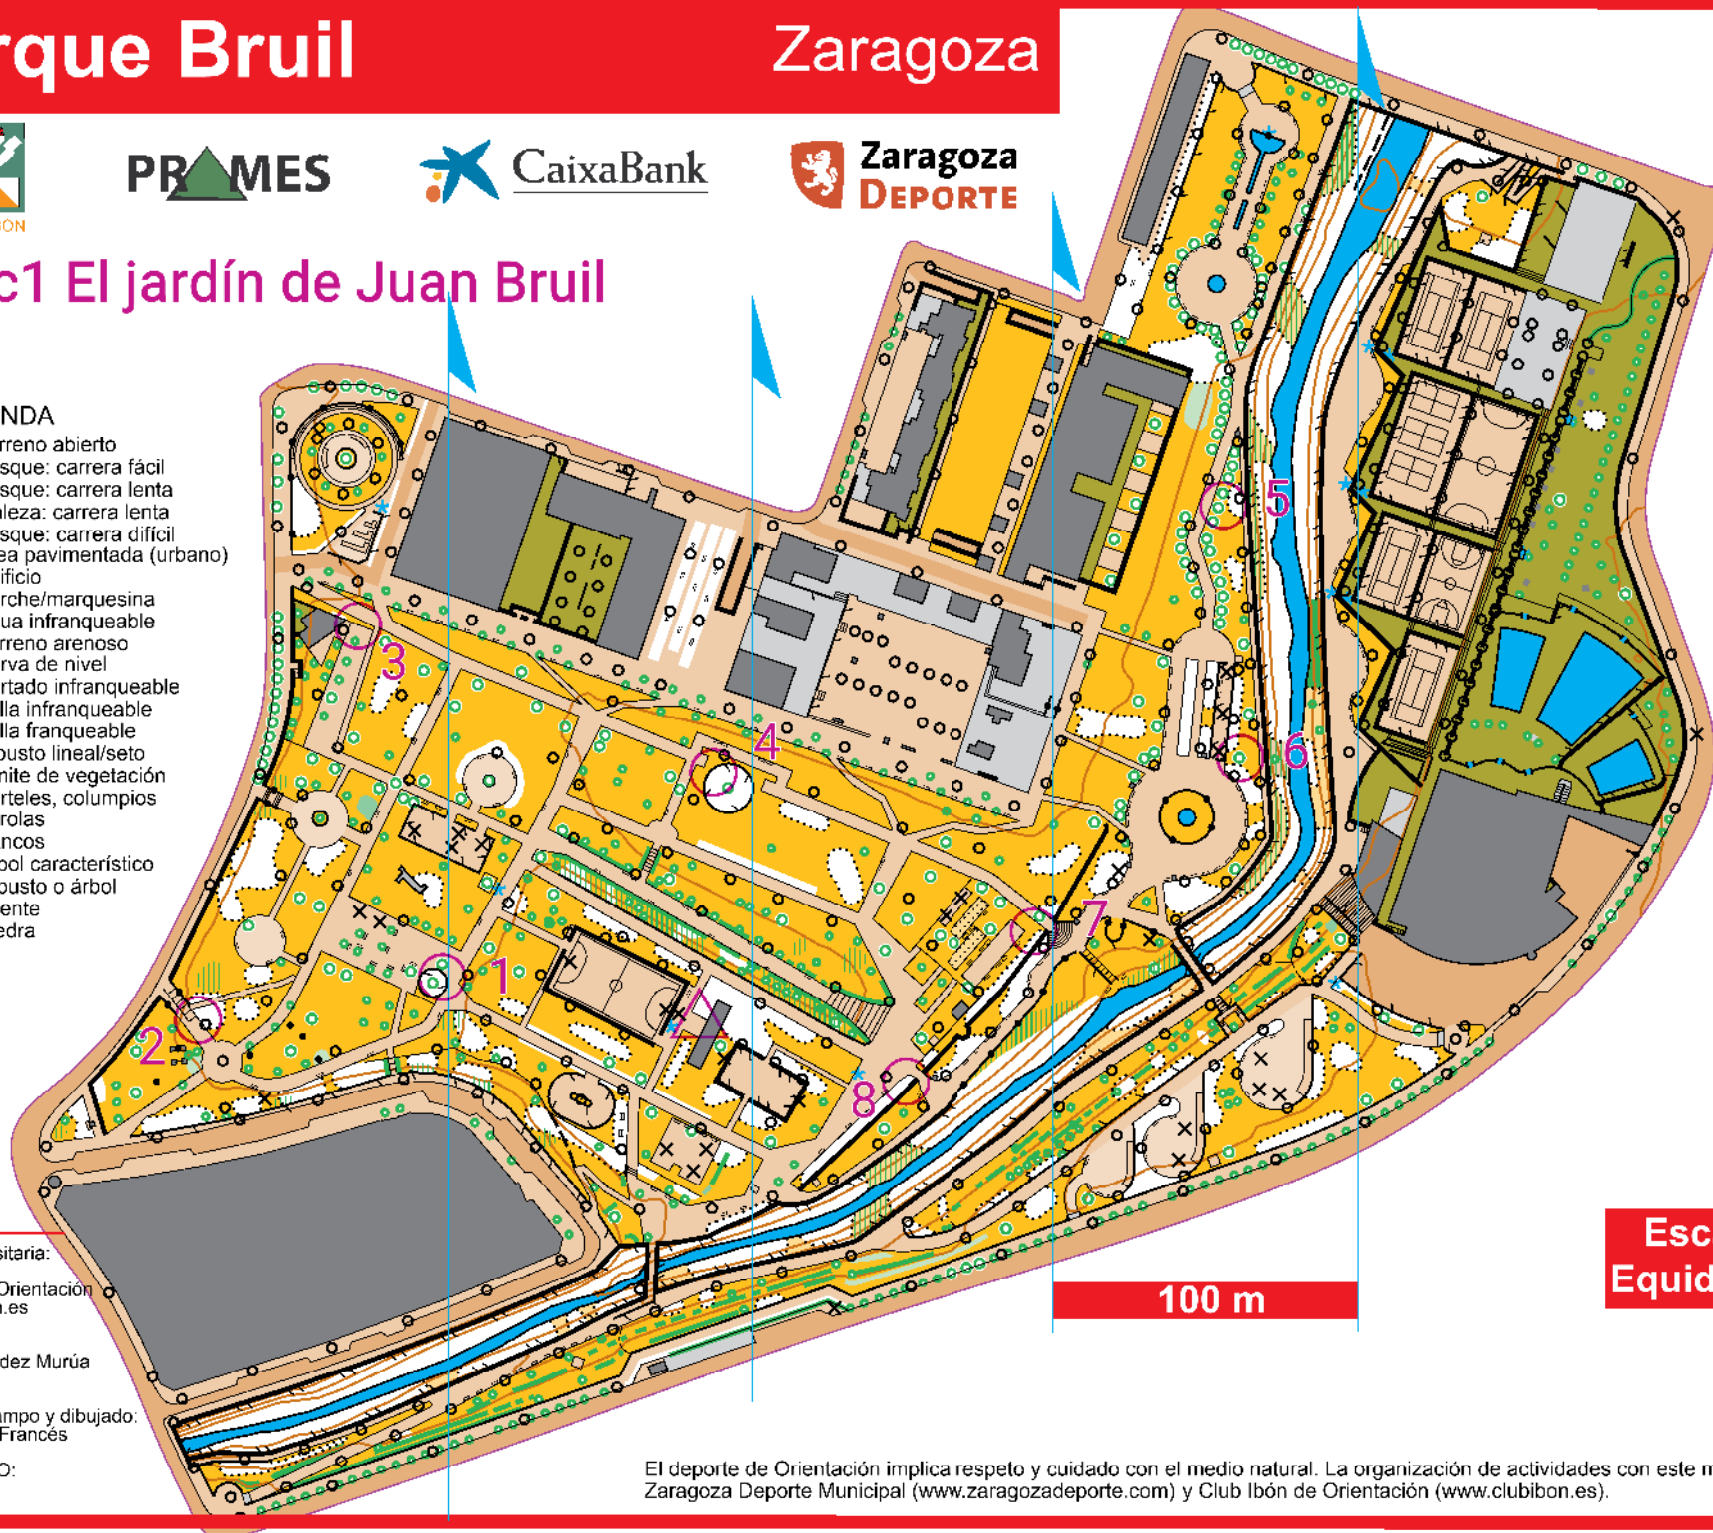 rque Bruil
Zaragoza
BON
PRAMES
CaixaBank
Zaragoza
DEPORTE
c1 El jardín de Juan Bruil
NDA
rreno abierto
sque: carrera fácil
sque: carrera lenta
aleza: carrera lenta
sque: carrera difícil
ea pavimentada (urbano)
ificio
rche/marquesina
ua infranqueable
rreno arenoso
rva de nivel
rtado infranqueable
lla infranqueable
lla franqueable
busto lineal/seto
nite de vegetación
rteles, columpios
rolas
ancos
bol característico
busto o árbol
ente
edra
1
2
3
4
5
6
7
8
sitaria:
Orientación
n.es
dez Murúa
ampo y dibujado:
Francés
O:
100 m
Esc
Equid
El deporte de Orientación implica respeto y cuidado con el medio natural. La organización de actividades con este m
Zaragoza Deporte Municipal (www.zaragozadeporte.com) y Club Ibón de Orientación (www.clubibon.es).